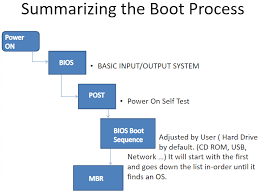 Summarizing the Boot Process
Power
ON
BIOS
• BASIC INPUT/OUTPUT SYSTEM
POST
• Power On Self Test
BIOS Boot
Sequence
Adjusted by User ( Hard Drive
by default. (CD ROM, USB,
Network ...) It will start with the first
and goes down the list in-order until it
finds an OS.
MBR